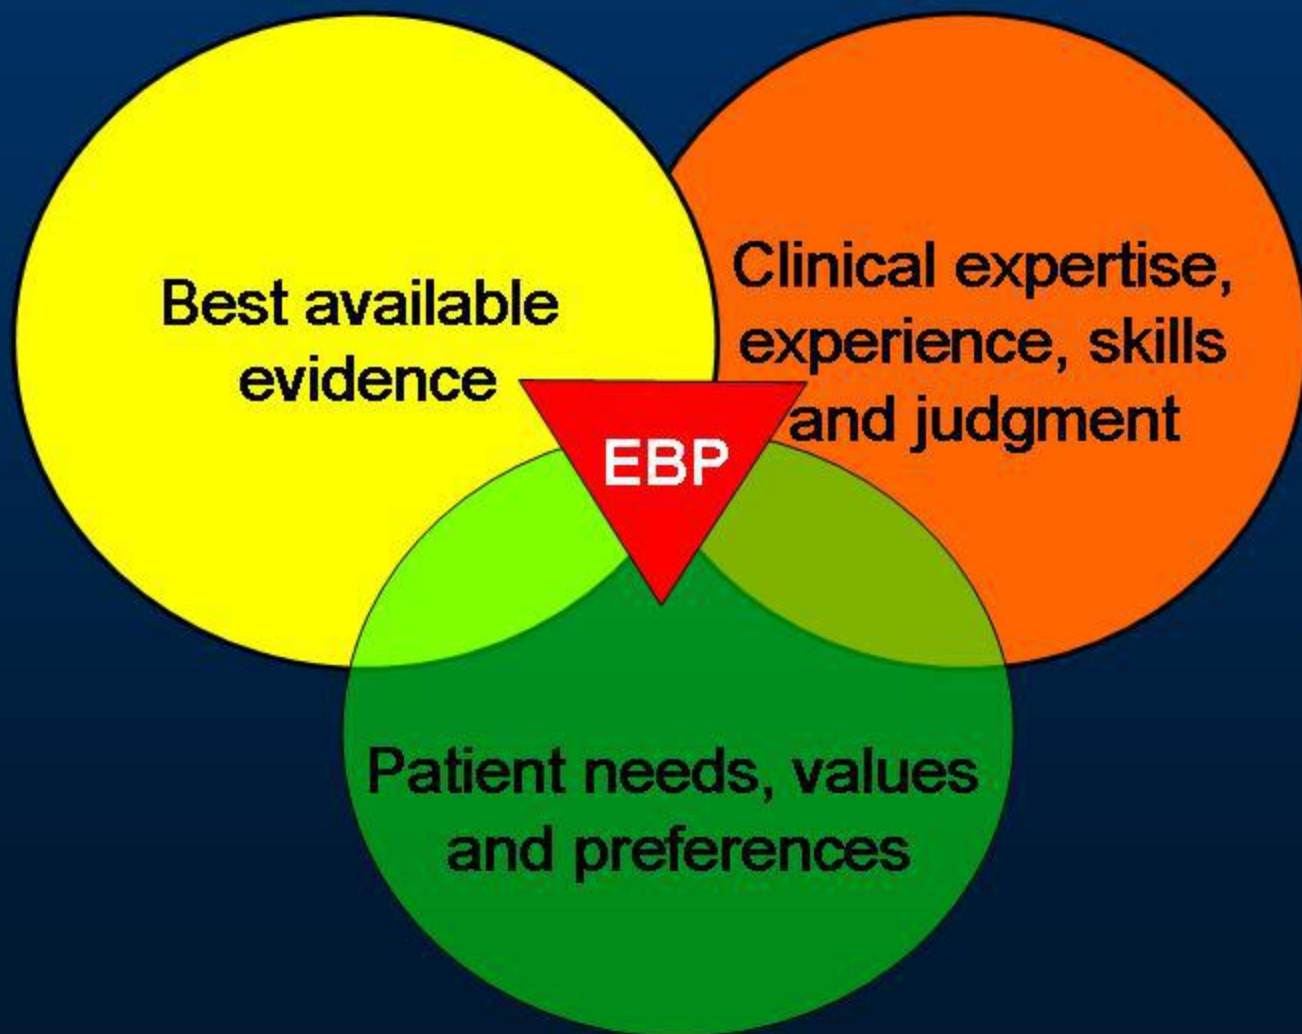 Best available
evidence
Clinical expertise,
experience, skills
and judgment
EBP
Patient needs, values
and preferences